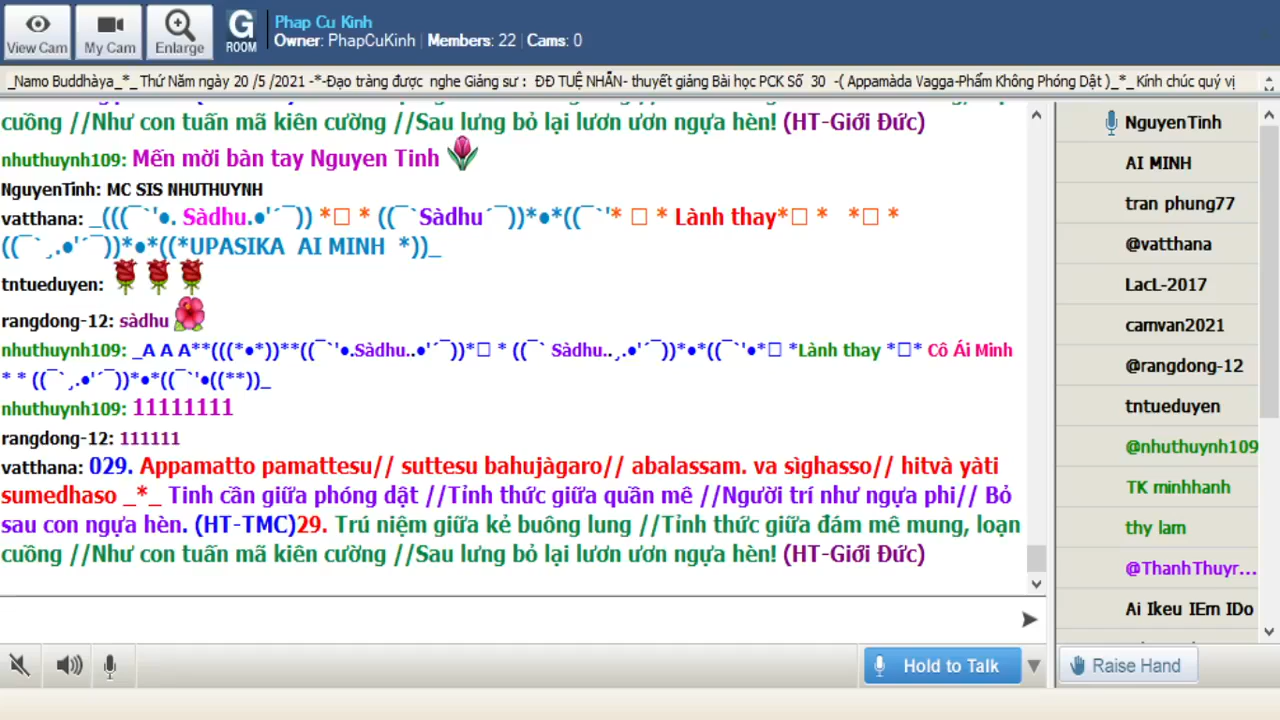 View Cam
My Cam
Enlarge
G
ROOM
Phap Cu Kinh
Owner: PhapCuKinh | Members: 22 | Cams: 0
_Namo Buddhàya_*_Thứ Năm ngày 20 /5 /2021 -*-Đạo tràng được nghe Giảng sư : ĐĐ TUỆ NHẪN- thuyết giảng Bài học PCK Số 30 -( Appamàda Vagga-Phẩm Không Phóng Dật )_*_Kính chúc quý vị
cuồng //Như con tuấn mã kiên cường //Sau lưng bỏ lại lươn ươn ngựa hèn! (HT-Giới Đức)
nhuthuynh109: Mến mời bàn tay Nguyen Tinh
NguyenTinh: MC SIS NHUTHUYNH
vatthana: _(((¯`'●. Sàdhu.●'´¯)) *□ * ((¯`Sàdhu´¯))*●*((¯`'* □ * Lành thay*□ * *□ *
((¯`¸.●'´¯))*●*((*UPASIKA AI MINH *))_
tntueduyen:
rangdong-12: sàdhu
nhuthuynh109: _A A A**(((*●*))**((¯`'●.Sàdhu..●'´¯))*□ * ((¯` Sàdhu..¸.●'´¯))*●*((¯`'●*□ *Lành thay *□* Cô Ái Minh
* * ((¯`¸.●'´¯))*●*((¯`'●((**))_
nhuthuynh109: 11111111
rangdong-12: 111111
vatthana: 029. Appamatto pamattesu// suttesu bahujàgaro// abalassam. va sìghasso// hitvà yàti
sumedhaso _*_ Tinh cần giữa phóng dật //Tỉnh thức giữa quần mê //Người trí như ngựa phi// Bỏ
sau con ngựa hèn. (HT-TMC)29. Trú niệm giữa kẻ buông lung //Tỉnh thức giữa đám mê mung, loạn
cuồng //Như con tuấn mã kiên cường //Sau lưng bỏ lại lươn ươn ngựa hèn! (HT-Giới Đức)
NguyenTinh
AI MINH
tran phung77
@vatthana
LacL-2017
camvan2021
@rangdong-12
tntueduyen
@nhuthuynh109
TK minhhanh
thy lam
@ThanhThuyr...
Ai Ikeu IEm IDo
Hold to Talk
Raise Hand